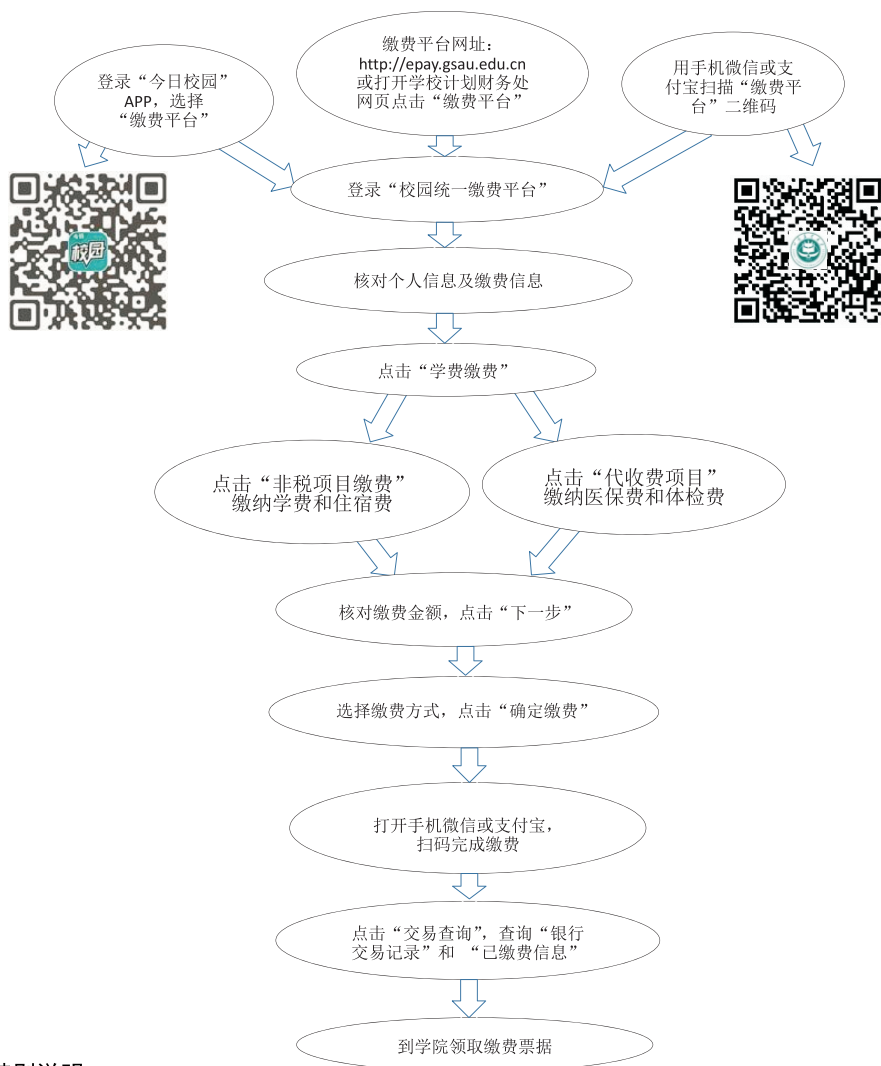 缴费平台网址：
http://epay.gsau.edu.cn
或打开学校计划财务处
网页点击“缴费平台”
登录“今日校园”
APP，选择
“缴费平台”
用手机微信或支
付宝扫描“缴费平
台”二维码
登录“校园统一缴费平台”
校园
核对个人信息及缴费信息
点击“学费缴费”
点击“非税项目缴费”
缴纳学费和住宿费
点击“代收费项目”
缴纳医保费和体检费
核对缴费金额，点击“下一步”
选择缴费方式，点击“确定缴费”
打开手机微信或支付宝，
扫码完成缴费
点击“交易查询”，查询“银行
交易记录”和 “已缴费信息”
到学院领取缴费票据